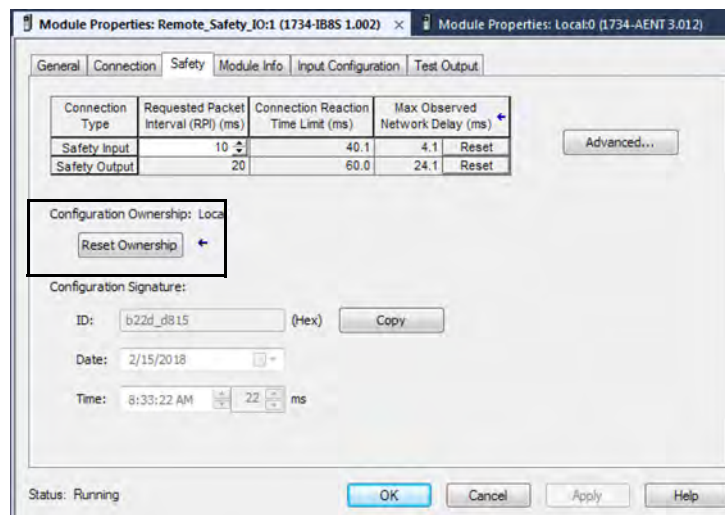 Module Properties: Remote_Safety_IO:1 (1734-IB8S 1.002) × Module Properties: Local:0 (1734-AENT 3.012)
General Connection Safety Module Info Input Configuration Test Output
Connection Type Requested Packet Interval (RPI) (ms) Connection Reaction Time Limit (ms) Max Observed Network Delay (ms)
Safety Input 10 40.1 4.1 Reset
Safety Output 20 60.0 24.1 Reset
Advanced...
Configuration Ownership: Local
Reset Ownership
Configuration Signature:
ID: b22d_d815 (Hex) Copy
Date: 2/15/2018
Time: 8:33:22 AM 22 ms
Status: Running OK Cancel Apply Help